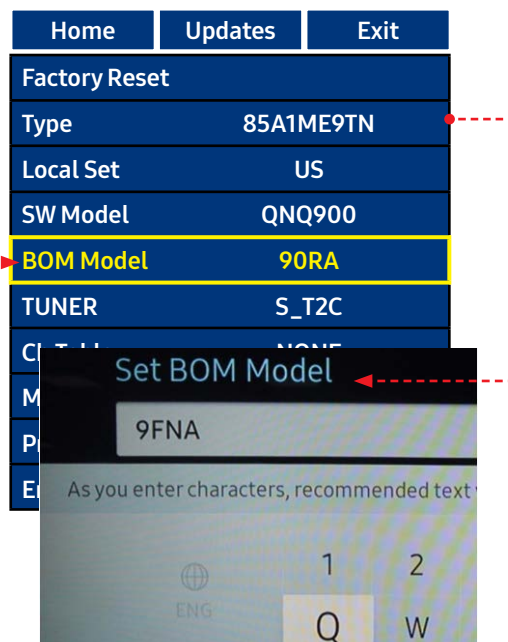 Home Updates Exit
Factory Reset
Type 85A1ME9TN
Local Set US
SW Model QNQ900
BOM Model 90RA
TUNER S_T2C
Set BOM Model
9FNA
As you enter characters, recommended text
1 2
ENG
Q W